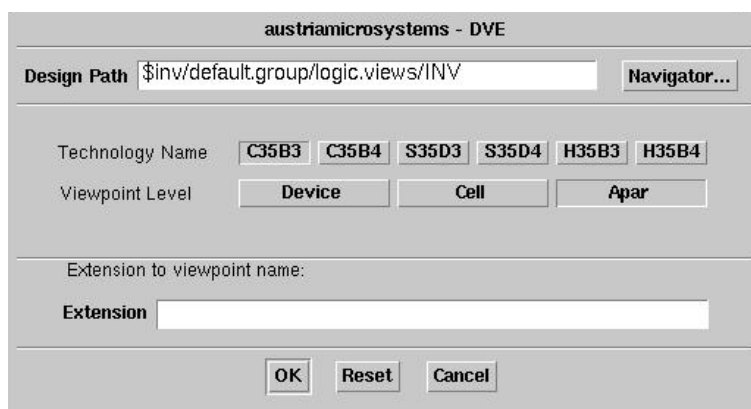 austriamicrosystems - DVE
Design Path $inv/default.group/logic.views/INV Navigator...
Technology Name C35B3 C35B4 S35D3 S35D4 H35B3 H35B4
Viewpoint Level Device Cell Apar
Extension to viewpoint name:
Extension
OK Reset Cancel